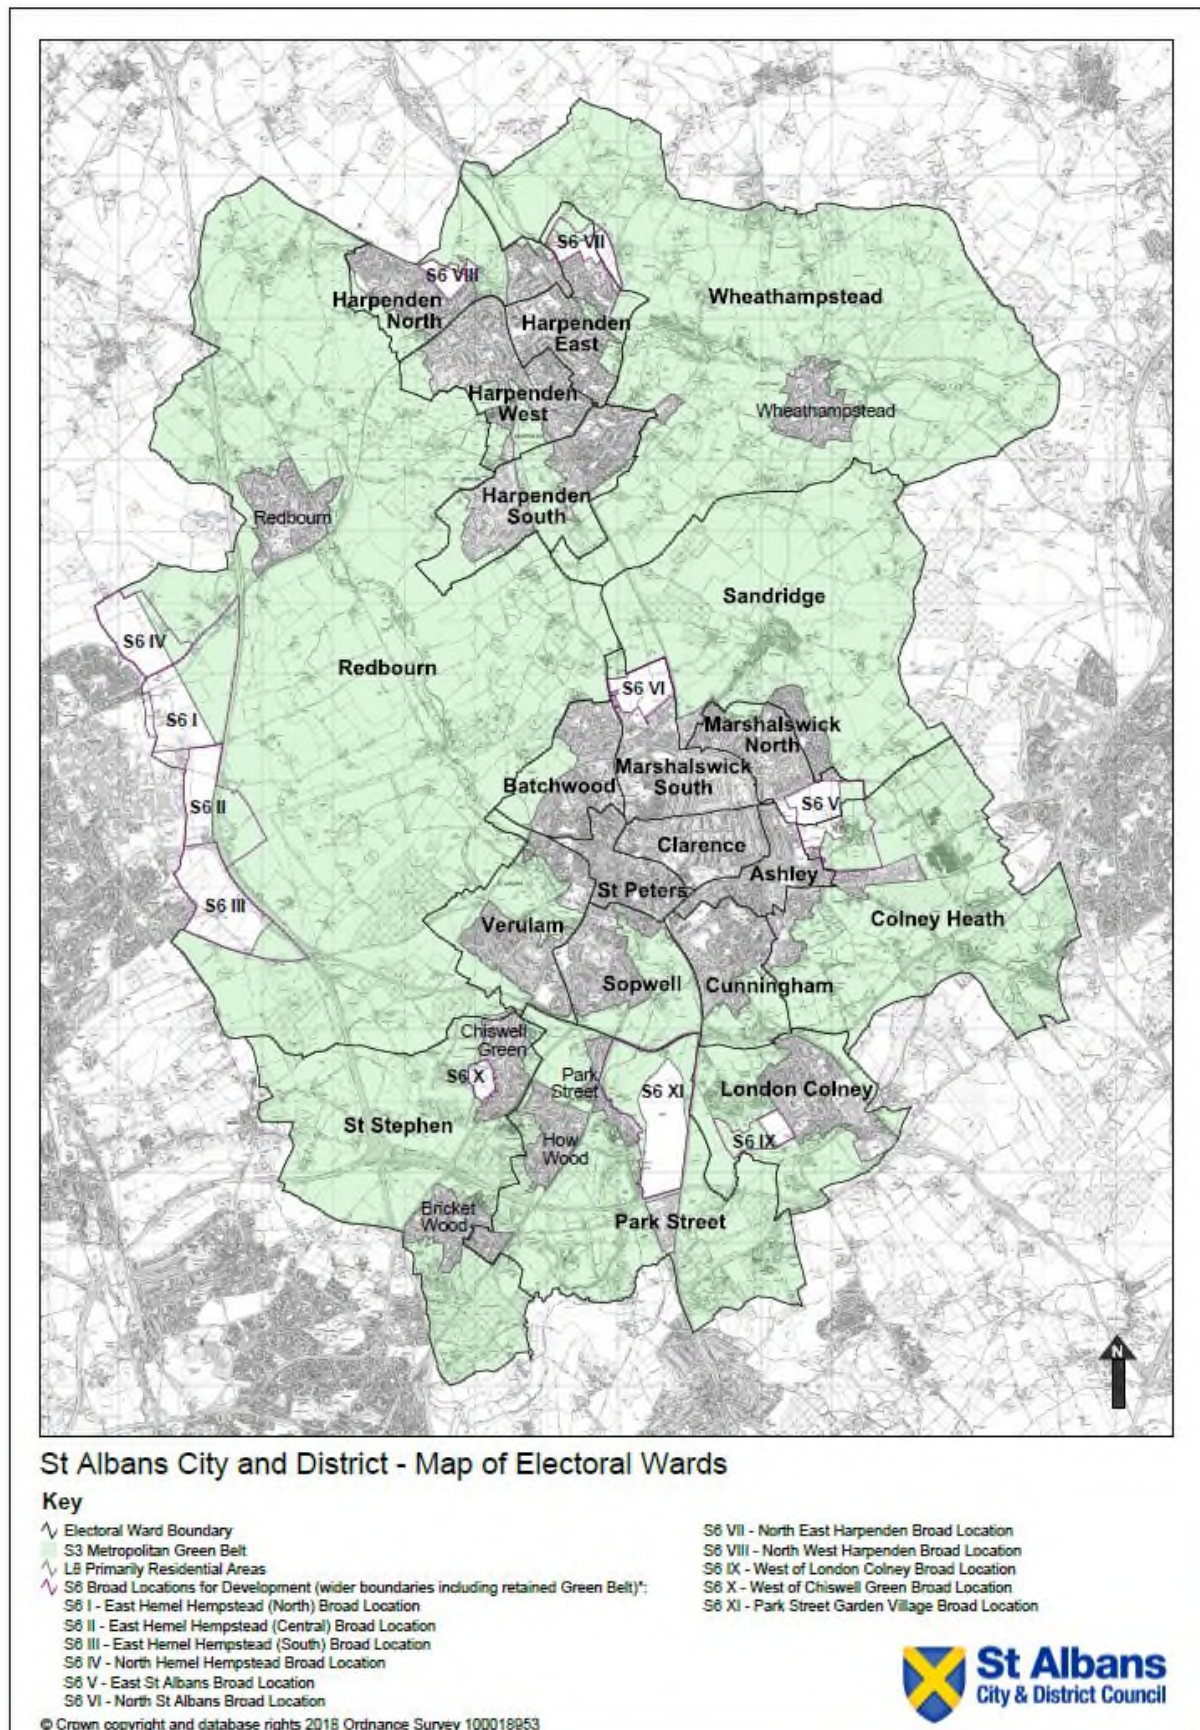 S6 VII
S6 VIII
Harpenden
North
Wheathampstead
Harpenden
East
Harpenden
West
Wheathampstead
Harpenden
South
Redbourn
Sandridge
S6 IV
Redbourn
S6 VI
S6 I
Marshalswick
North
Marshalswick
South
Batchwood
S6 II
S6 V
Clarence
Ashley
St Peters
S6 III
Verulam
Colney Heath
Sopwell
Cunningham
Chiswell
Green
S6 X
Park
Street
S6 XI
London Colney
St Stephen
How
Wood
S6 IX
Bricket
Wood
Park Street
N
St Albans City and District - Map of Electoral Wards
Key
Electoral Ward Boundary
S3 Metropolitan Green Belt
L8 Primarily Residential Areas
S6 Broad Locations for Development (wider boundaries including retained Green Belt)*:
S6 I - East Hemel Hempstead (North) Broad Location
S6 II - East Hemel Hempstead (Central) Broad Location
S6 III - East Hemel Hempstead (South) Broad Location
S6 IV - North Hemel Hempstead Broad Location
S6 V - East St Albans Broad Location
S6 VI - North St Albans Broad Location
S6 VII - North East Harpenden Broad Location
S6 VIII - North West Harpenden Broad Location
S6 IX - West of London Colney Broad Location
S6 X - West of Chiswell Green Broad Location
S6 XI - Park Street Garden Village Broad Location
St Albans
City & District Council
© Crown copyright and database rights 2018 Ordnance Survey 100018953